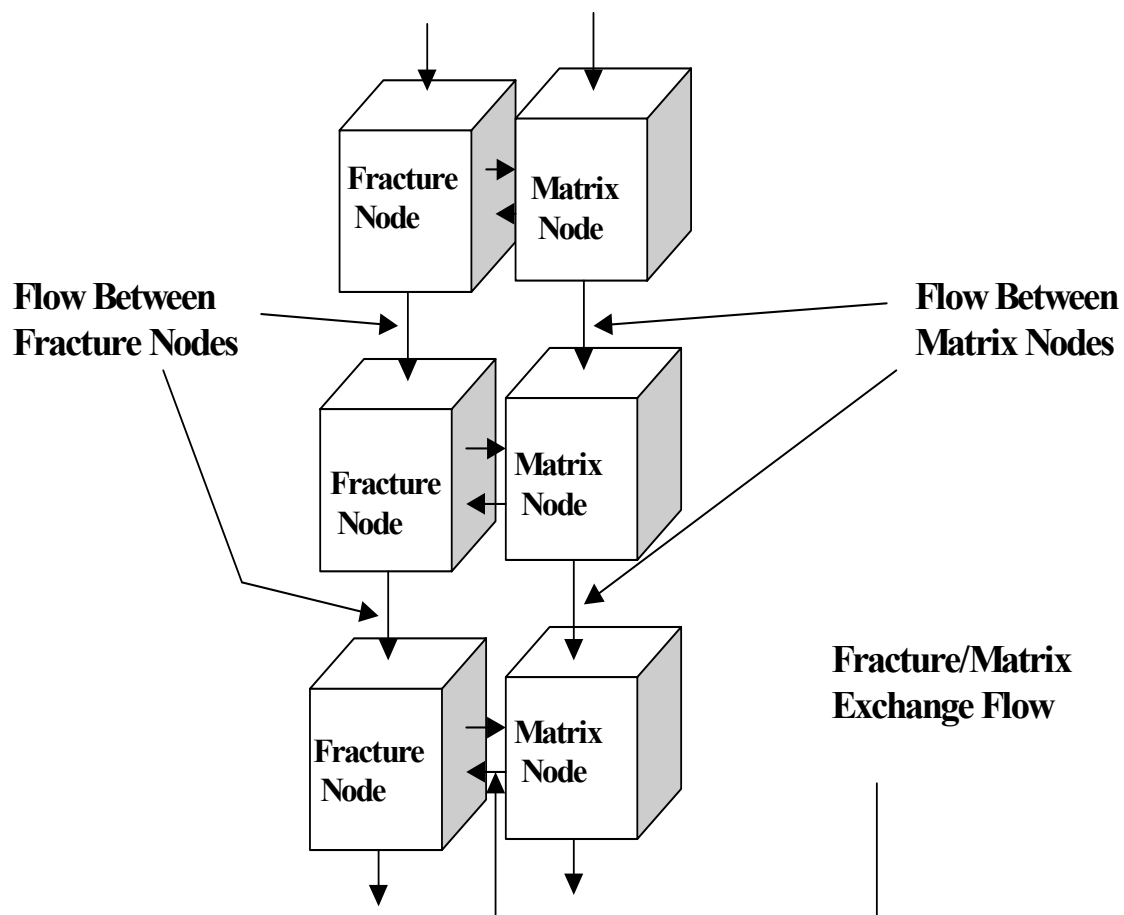 Fracture
Node
Matrix
Node
Flow Between
Fracture Nodes
Flow Between
Matrix Nodes
Fracture
Node
Matrix
Node
Fracture/Matrix
Exchange Flow
Fracture
Node
Matrix
Node